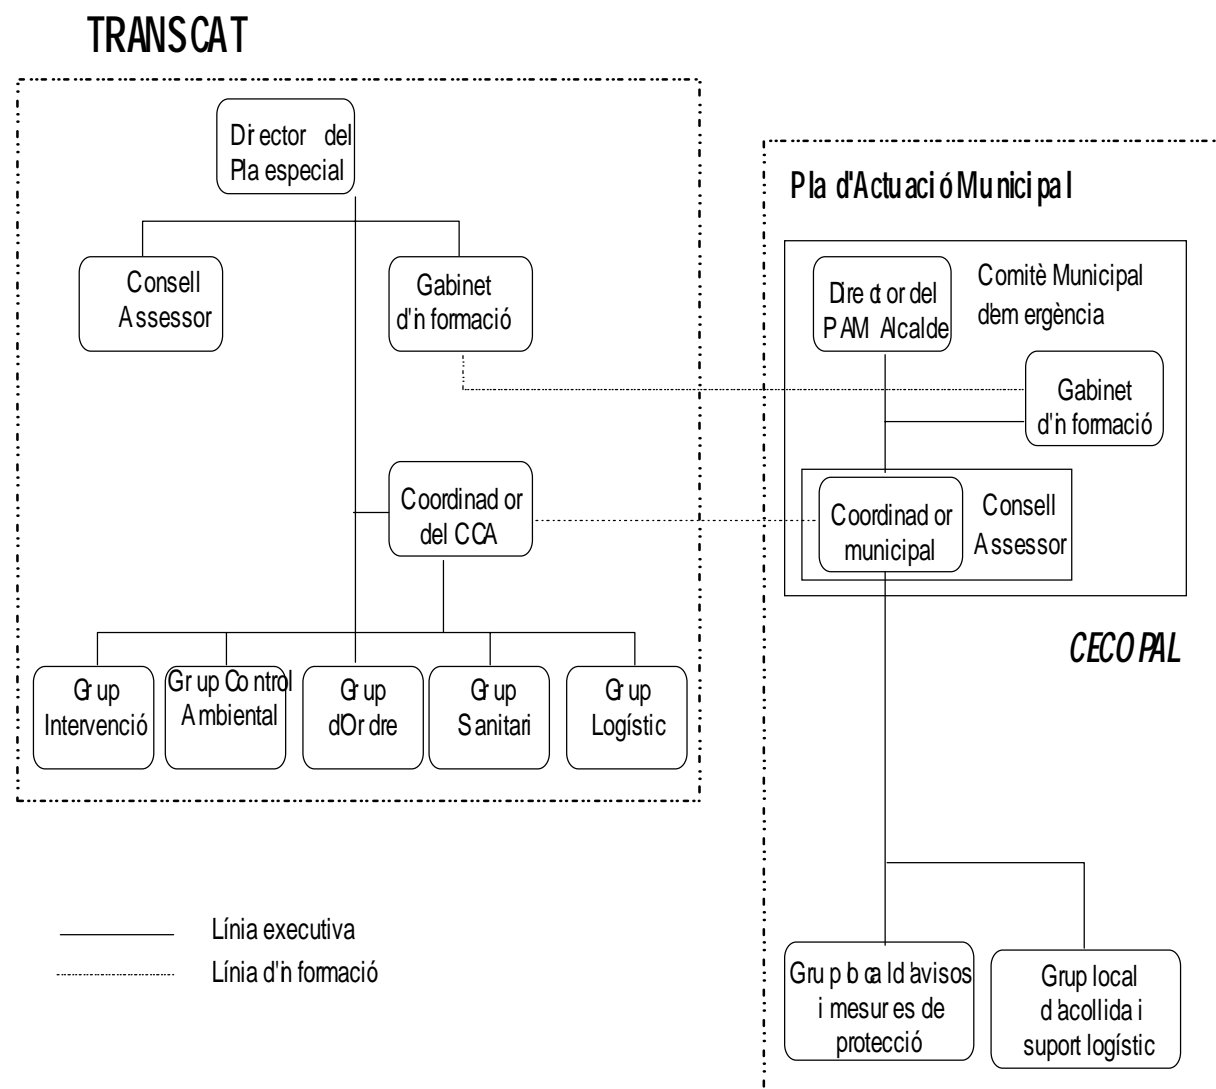 TRANSCAT
Director del
Pla especial
Consell
Assessor
Gabinet
d'informació
Coordinador
del CCA
Grup
Intervenció
Grup Control
Ambiental
Grup
d'Ordre
Grup
Sanitari
Grup
Logístic
Línia executiva
Línia d'informació
Pla d'Actuació Municipal
Director del
PAM Alcalde
Comitè Municipal
d'emergència
Gabinet
d'informació
Coordinador
municipal
Consell
Assessor
CECOPAL
Grup local d'avisos
i mesures de
protecció
Grup local
d'acollida i
suport logístic